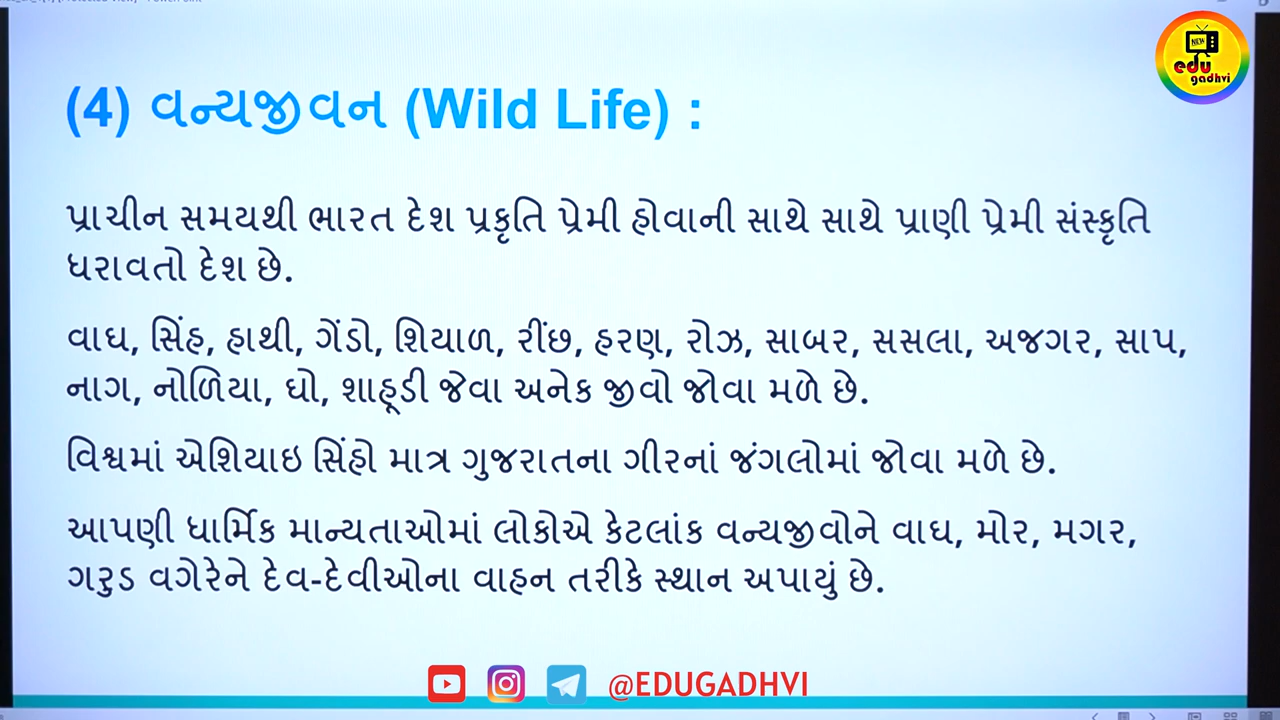 (4) વન્યજીવન (Wild Life) :
NEW
edu
gadhvi
પ્રાચીન સમયથી ભારત દેશ પ્રકૃતિ પ્રેમી હોવાની સાથે સાથે પ્રાણી પ્રેમી સંસ્કૃતિ
ધરાવતો દેશ છે.
વાઘ, સિંહ, હાથી, ગેંડો, શિયાળ, રીંછ, હરણ, રોઝ, સાબર, સસલા, અજગર, સાપ,
નાગ, નોળિયા, ઘો, શાહૂડી જેવા અનેક જીવો જોવા મળે છે.
વિશ્વમાં એશિયાઇ સિંહો માત્ર ગુજરાતના ગીરનાં જંગલોમાં જોવા મળે છે.
આપણી ધાર્મિક માન્યતાઓમાં લોકોએ કેટલાંક વન્યજીવોને વાઘ, મોર, મગર,
ગરુડ વગેરેને દેવ-દેવીઓના વાહન તરીકે સ્થાન અપાયું છે.
@EDUGADHVI